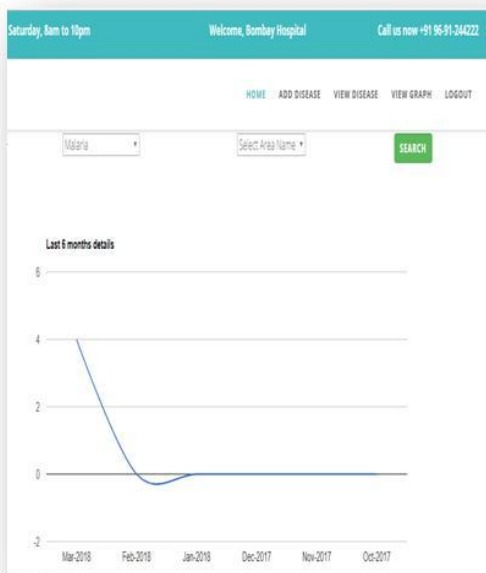 Saturday, 8am to 10pm Welcome, Bombay Hospital Call us now +91 96-91-244222
HOME ADD DISEASE VIEW DISEASE VIEW GRAPH LOGOUT
Malaria Select Area Name SEARCH
Last 6 months details
6
4
2
0
-2
Mar-2018 Feb-2018 Jan-2018 Dec-2017 Nov-2017 Oct-2017